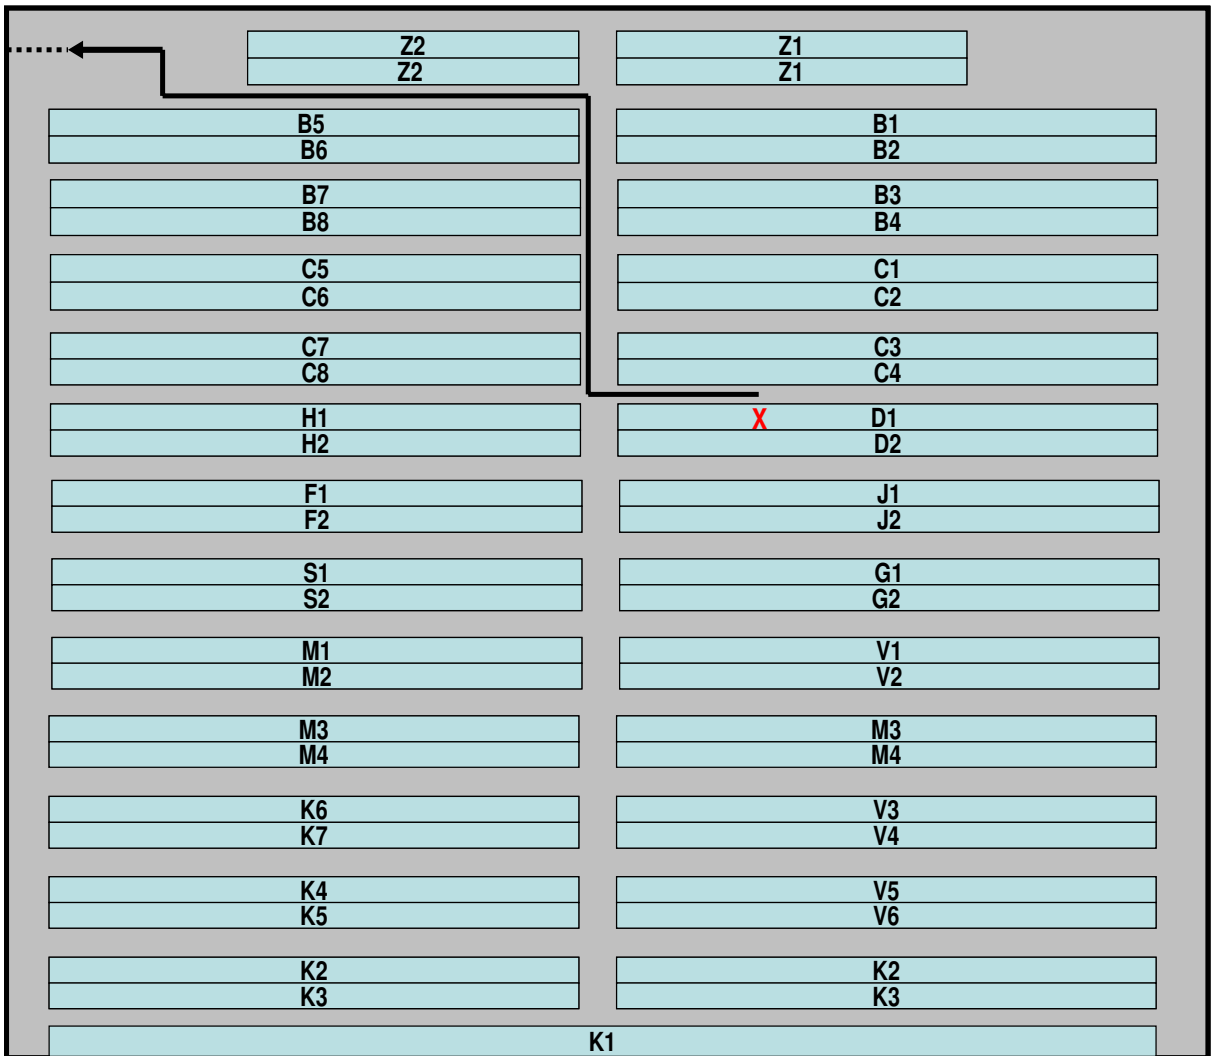 Z2 Z1
Z2 Z1
B5 B1
B6 B2
B7 B3
B8 B4
C5 C1
C6 C2
C7 C3
C8 C4
H1 X D1
H2 D2
F1 J1
F2 J2
S1 G1
S2 G2
M1 V1
M2 V2
M3 M3
M4 M4
K6 V3
K7 V4
K4 V5
K5 V6
K2 K2
K3 K3
K1